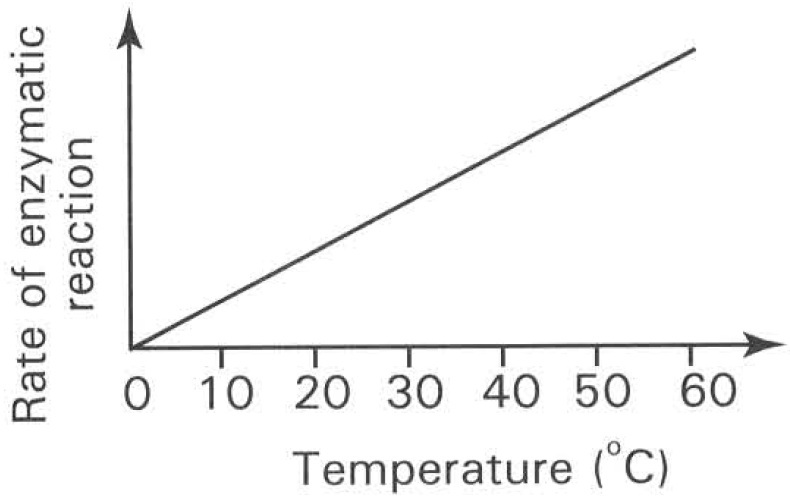 Rate of enzymatic
reaction
0 10 20 30 40 50 60
Temperature (°C)